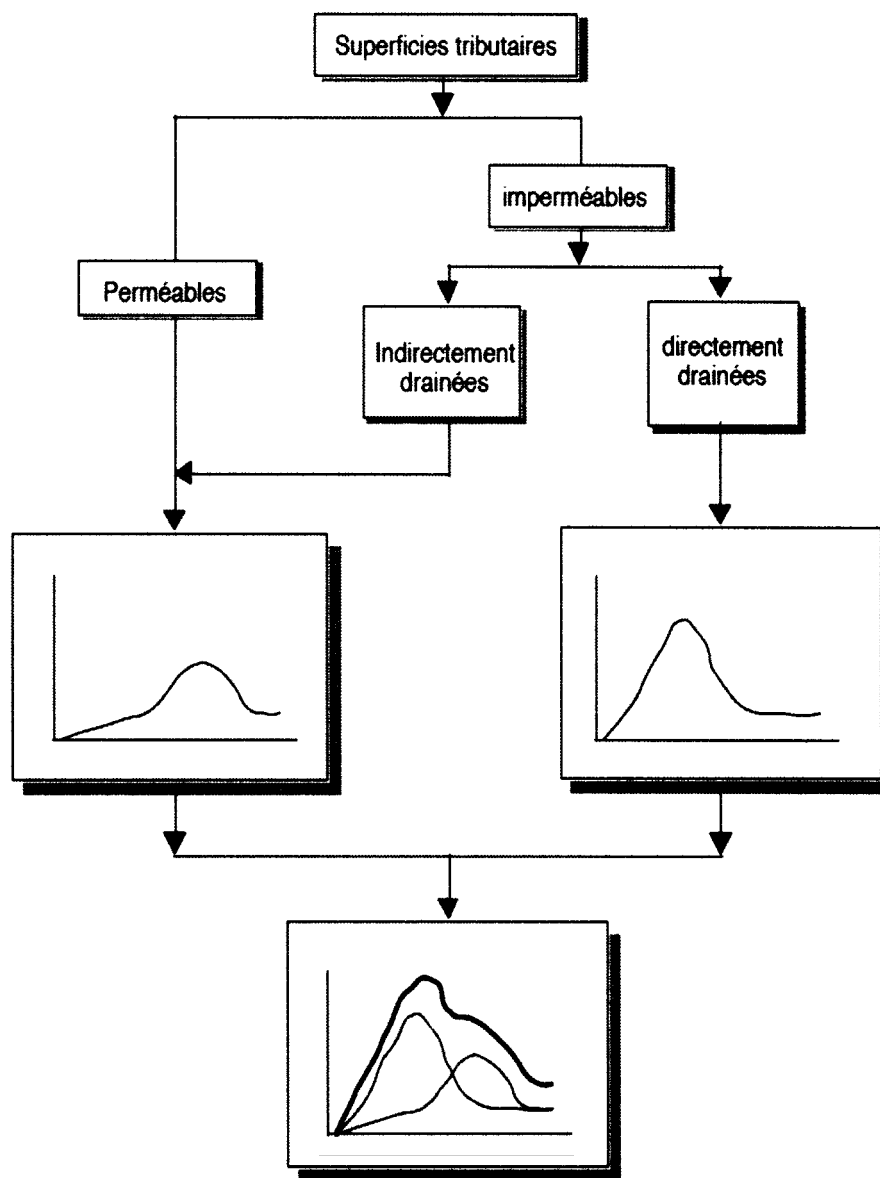 Superficies tributaires
imperméables
Perméables
Indirectement
drainées
directement
drainées